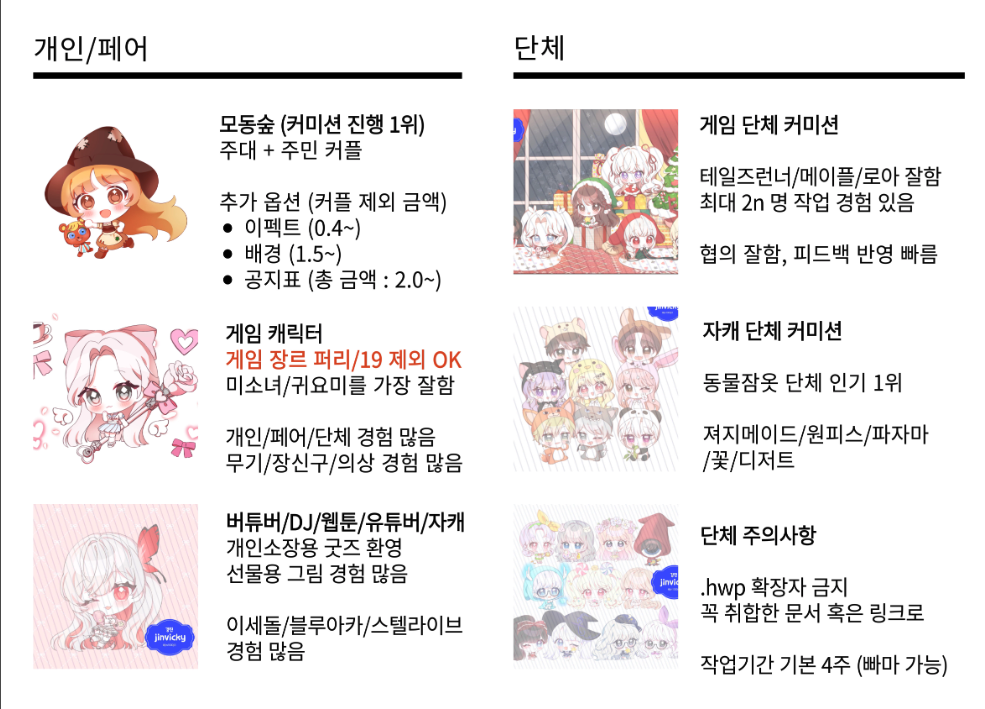 개인/페어
모동숲 (커미션 진행 1위)
주대 + 주민 커플
추가 옵션 (커플 제외 금액)
• 이펙트 (0.4~)
• 배경 (1.5~)
• 공지표 (총 금액 : 2.0~)
게임 캐릭터
게임 장르 퍼리/19 제외 OK
미소녀/귀요미를 가장 잘함
개인/페어/단체 경험 많음
무기/장신구/의상 경험 많음
버튜버/DJ/웹툰/유튜버/자캐
개인소장용 굿즈 환영
선물용 그림 경험 많음
이세돌/블루아카/스텔라이브
경험 많음
jinvicky
단체
게임 단체 커미션
테일즈런너/메이플/로아 잘함
최대 2n 명 작업 경험 있음
협의 잘함, 피드백 반영 빠름
jinvicky
자캐 단체 커미션
동물잠옷 단체 인기 1위
져지메이드/원피스/파자마
/꽃/디저트
jinvicky
단체 주의사항
.hwp 확장자 금지
꼭 취합한 문서 혹은 링크로
작업기간 기본 4주 (빠마 가능)